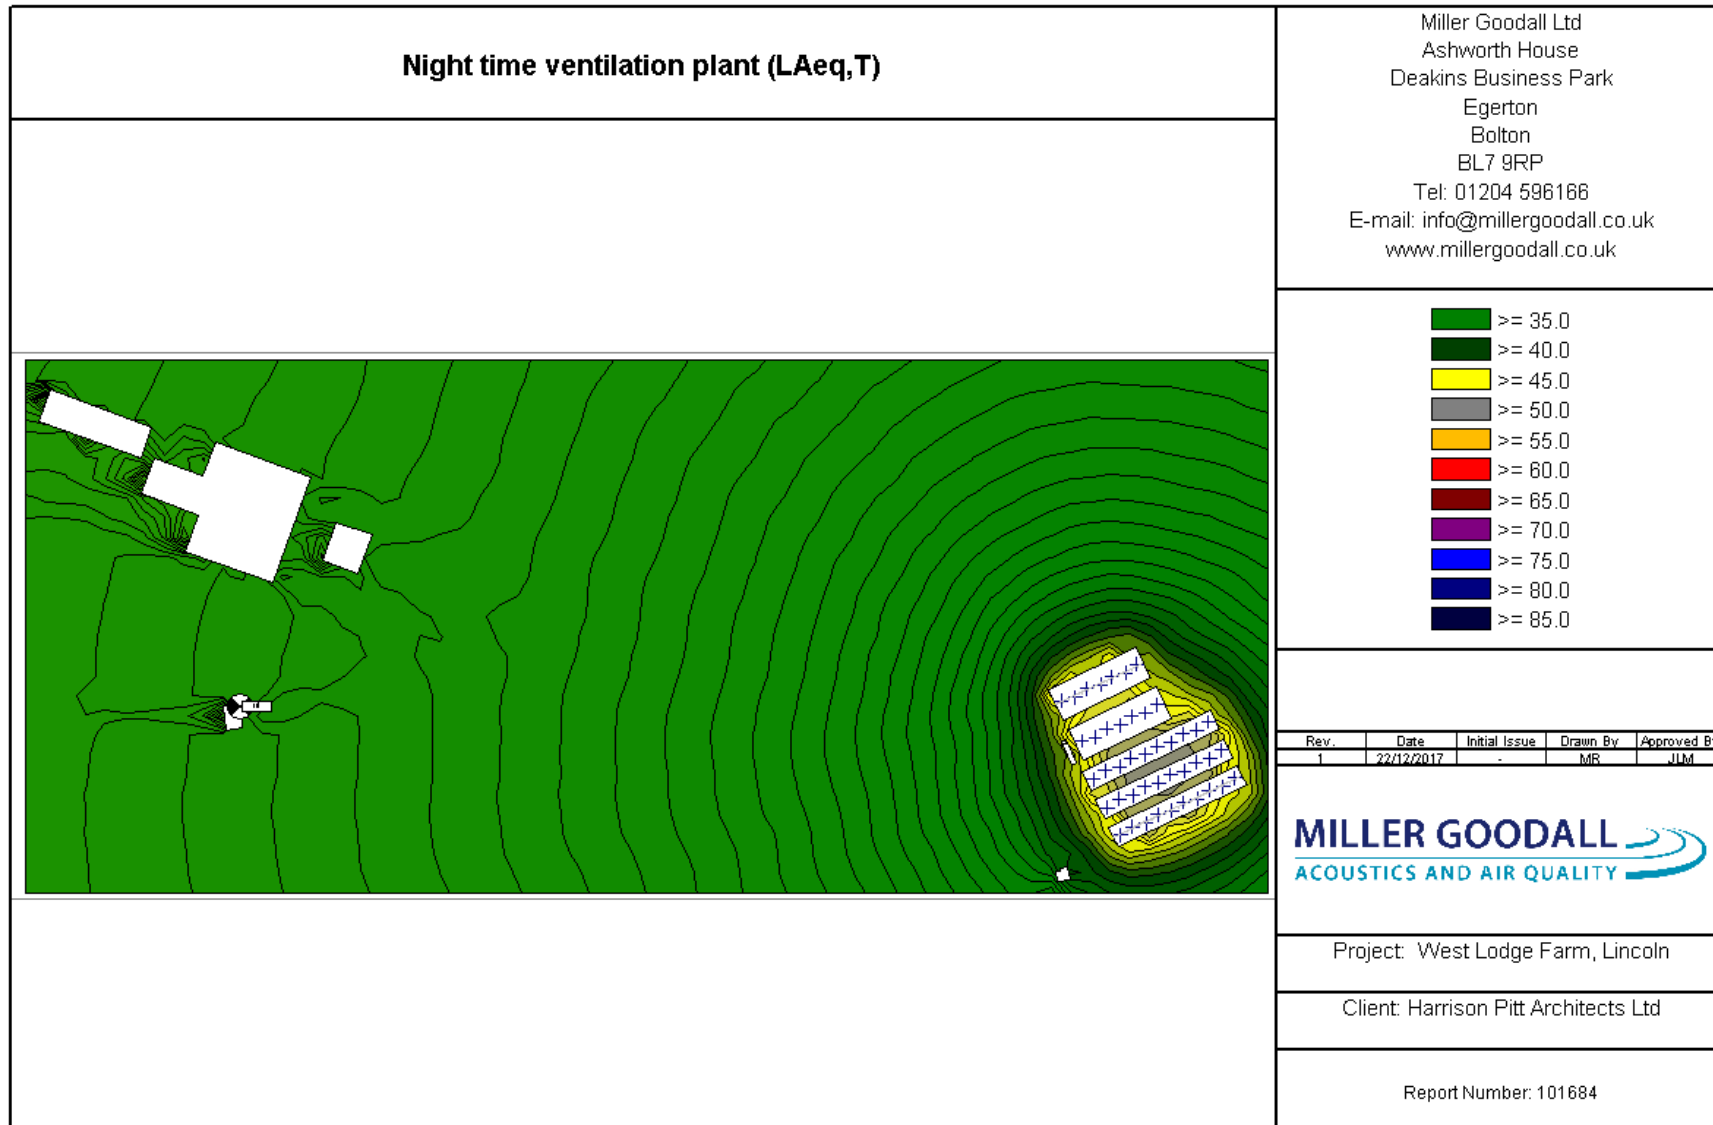 Night time ventilation plant (LAeq,T)
Miller Goodall Ltd
Ashworth House
Deakins Business Park
Egerton
Bolton
BL7 9RP
Tel: 01204 596166
E-mail: info@millergoodall.co.uk
www.millergoodall.co.uk
>= 35.0
>= 40.0
>= 45.0
>= 50.0
>= 55.0
>= 60.0
>= 65.0
>= 70.0
>= 75.0
>= 80.0
>= 85.0
Rev. Date Initial Issue Drawn By Approved B
1 22/12/2017 - MR JLM
MILLER GOODALL
ACOUSTICS AND AIR QUALITY
Project: West Lodge Farm, Lincoln
Client: Harrison Pitt Architects Ltd
Report Number: 101684